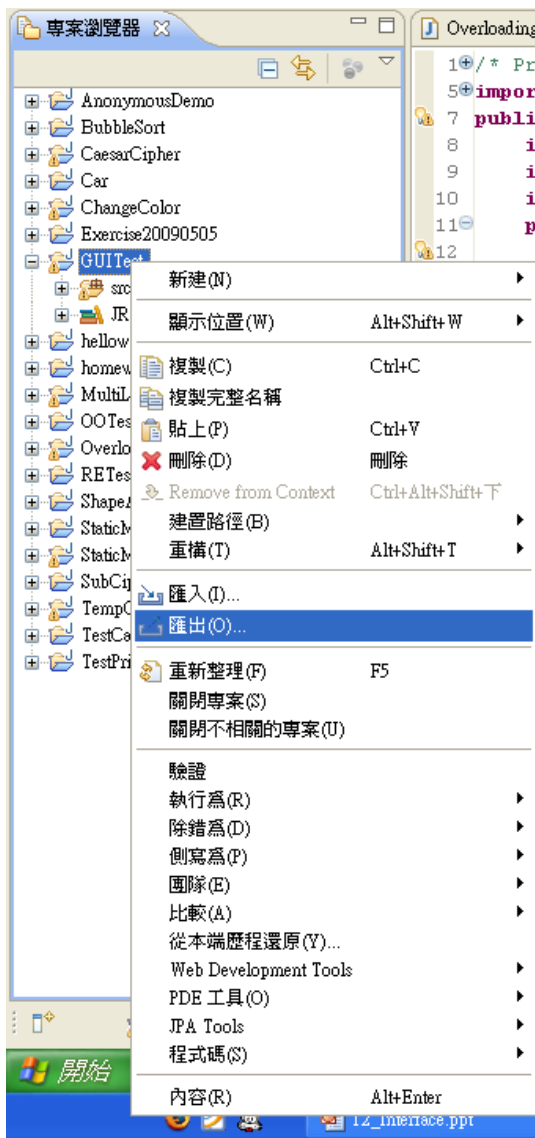 專案瀏覽器
Overloading
1 /* Pr
5 impor
7 publi
8 i
9 i
10 i
11 p
12
AnonymousDemo
BubbleSort
CaesarCipher
Car
ChangeColor
Exercise20090505
GUITest
src
JR
hellow
homew
MultiL
OOTes
Overlo
RETes
Shape
StaticM
StaticM
SubCip
TempC
TestCa
TestPri
新建(N)
顯示位置(W) Alt+Shift+W
複製(C) Ctrl+C
複製完整名稱
貼上(P) Ctrl+V
刪除(D) 刪除
Remove from Context Ctrl+Alt+Shift+下
建置路徑(B)
重構(T) Alt+Shift+T
匯入(I)...
匯出(O)...
重新整理(F) F5
關閉專案(S)
關閉不相關的專案(U)
驗證
執行為(R)
除錯為(D)
側寫為(P)
團隊(E)
比較(A)
從本端歷程還原(Y)...
Web Development Tools
PDE 工具(O)
JPA Tools
程式碼(S)
內容(R) Alt+Enter
開始
12_Interface.ppt